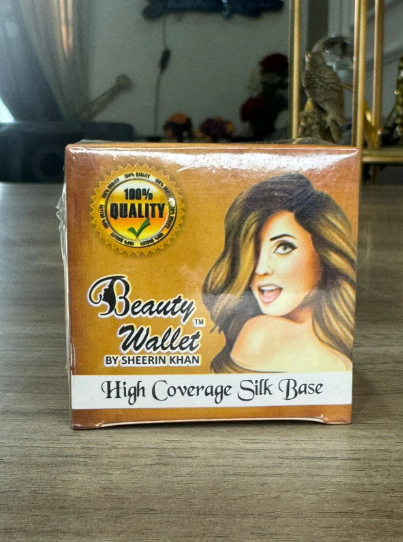 100%
QUALITY
Beauty
Wallet TM
BY SHEERIN KHAN
High Coverage Silk Base